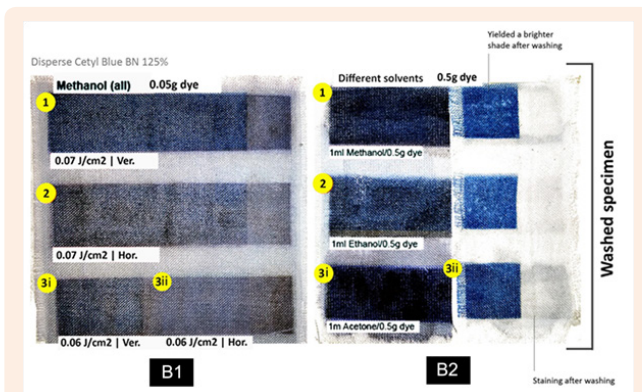 Yielded a brighter
shade after washing
Disperse Cetyl Blue BN 125%
Methanol (all) 0.05g dye
1
0.07 J/cm2 | Ver.
2
0.07 J/cm2 | Hor.
3i
3ii
0.06 J/cm2 | Ver.
0.06 J/cm2 | Hor.
B1
Different solvents 0.5g dye
1
1ml Methanol/0.5g dye
2
1ml Ethanol/0.5g dye
3i
3ii
1m Acetone/0.5g dye
B2
Washed specimen
Staining after washing